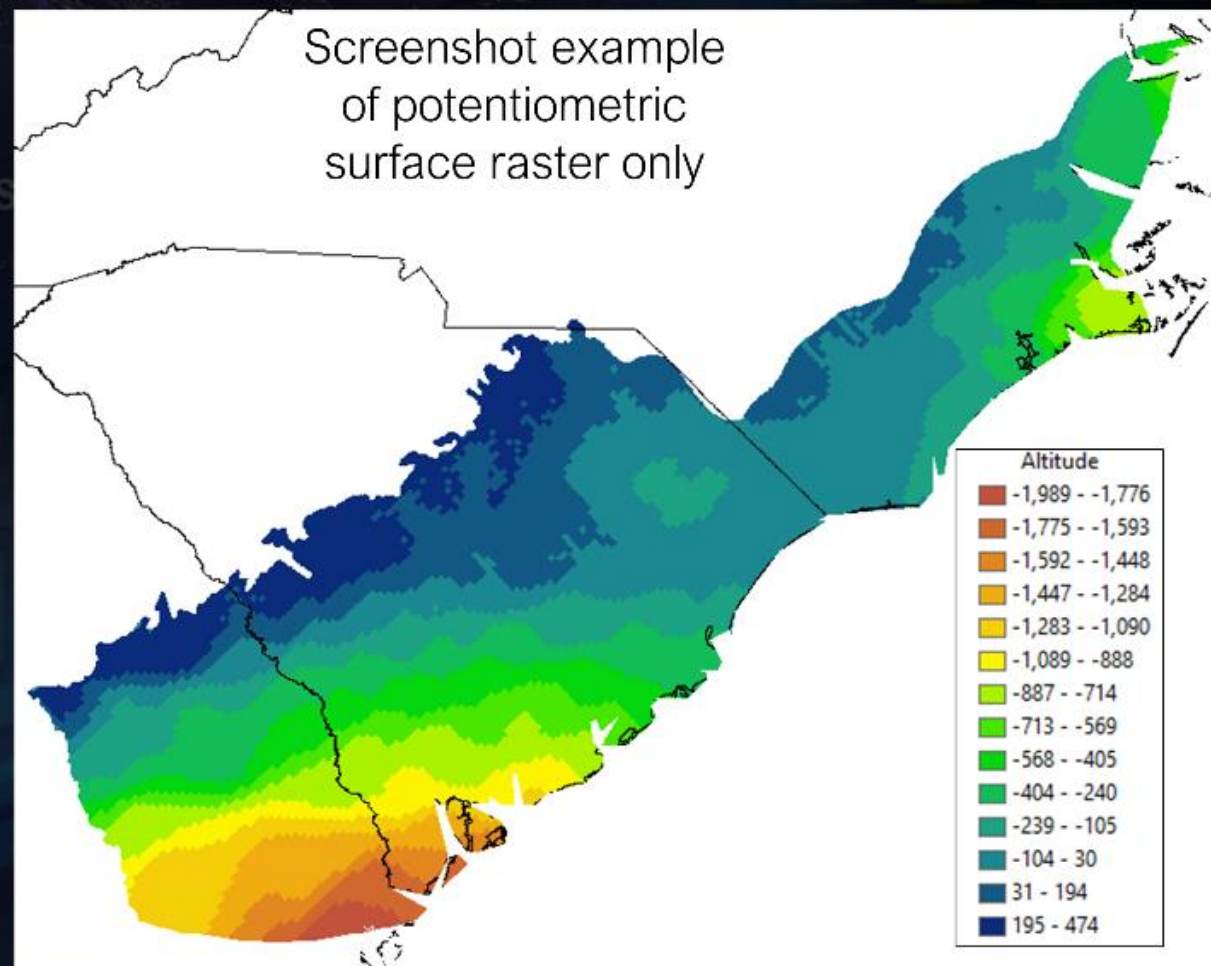 Screenshot example
of potentiometric
surface raster only
Altitude
-1,989 - -1,776
-1,775 - -1,593
-1,592 - -1,448
-1,447 - -1,284
-1,283 - -1,090
-1,089 - -888
-887 - -714
-713 - -569
-568 - -405
-404 - -240
-239 - -105
-104 - 30
31 - 194
195 - 474